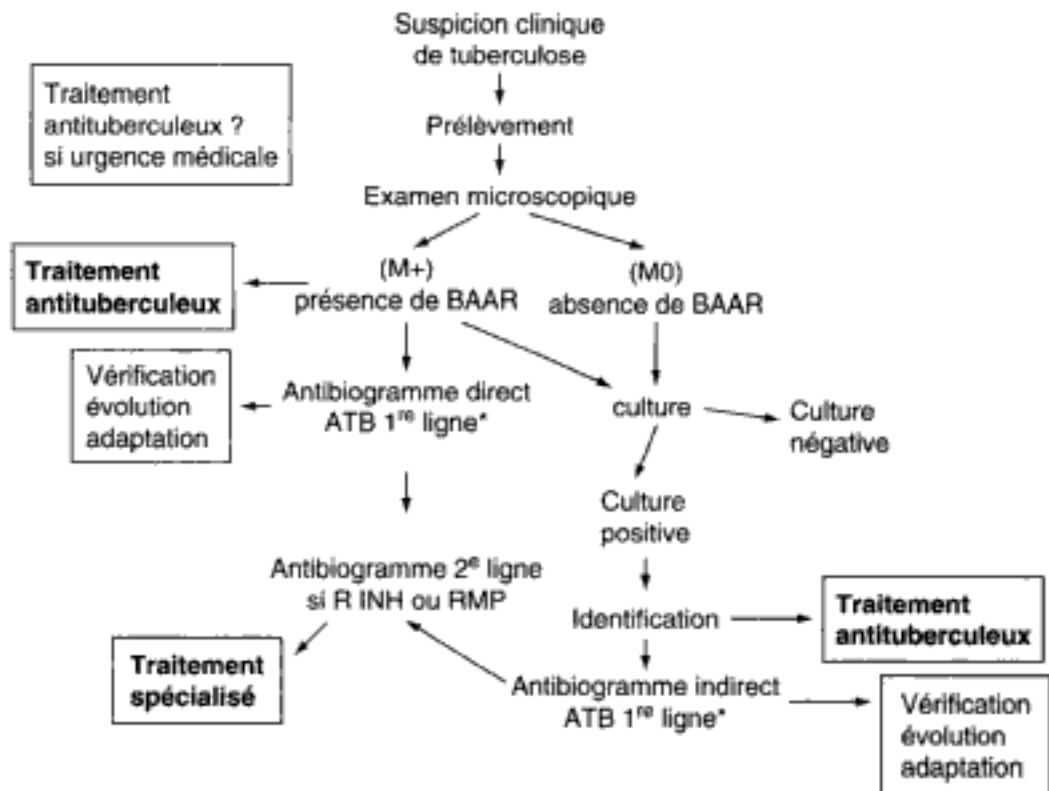 Suspicion clinique
de tuberculose
Traitement
antituberculeux ?
si urgence médicale
Prélèvement
Examen microscopique
Traitement
antituberculeux
(M+)
présence de BAAR
(M0)
absence de BAAR
Vérification
évolution
adaptation
Antibiogramme direct
ATB 1re ligne*
culture
Culture
négative
Culture
positive
Antibiogramme 2e ligne
si R INH ou RMP
Identification
Traitement
antituberculeux
Traitement
spécialisé
Antibiogramme indirect
ATB 1re ligne*
Vérification
évolution
adaptation